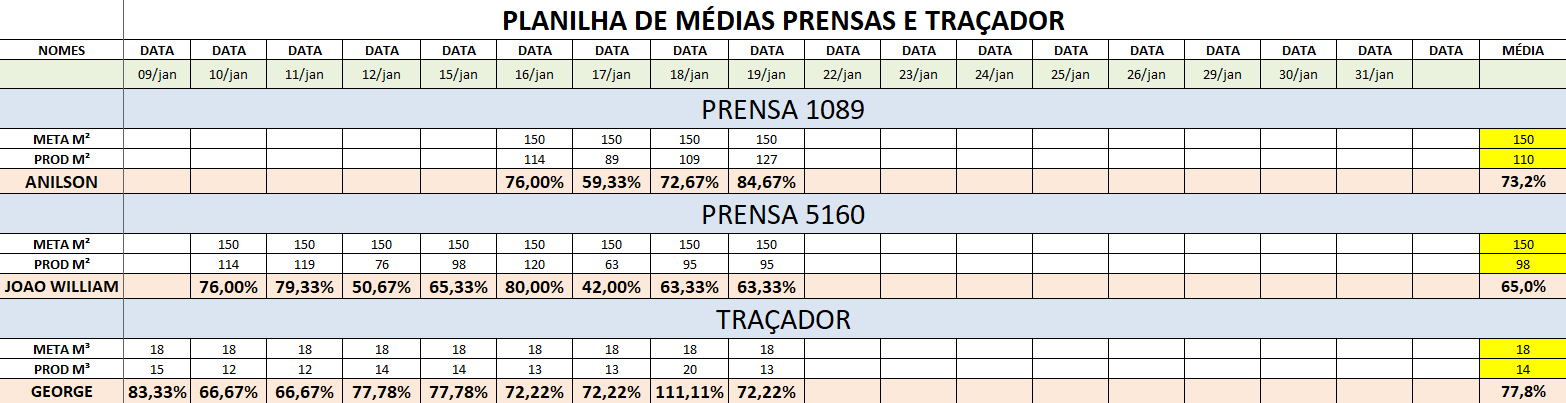 PLANILHA DE MÉDIAS PRENSAS E TRAÇADOR
NOMES DATA DATA DATA DATA DATA DATA DATA DATA DATA DATA DATA DATA DATA DATA DATA DATA DATA DATA MÉDIA
09/jan 10/jan 11/jan 12/jan 15/jan 16/jan 17/jan 18/jan 19/jan 22/jan 23/jan 24/jan 25/jan 26/jan 29/jan 30/jan 31/jan
PRENSA 1089
META M² 150 150 150 150 150
PROD M² 114 89 109 127 110
ANILSON 76,00% 59,33% 72,67% 84,67% 73,2%
PRENSA 5160
META M² 150 150 150 150 150 150 150 150 150
PROD M² 114 119 76 98 120 63 95 95 98
JOAO WILLIAM 76,00% 79,33% 50,67% 65,33% 80,00% 42,00% 63,33% 63,33% 65,0%
TRAÇADOR
META M³ 18 18 18 18 18 18 18 18 18 18
PROD M³ 15 12 12 14 14 13 13 20 13 14
GEORGE 83,33% 66,67% 66,67% 77,78% 77,78% 72,22% 72,22% 111,11% 72,22% 77,8%